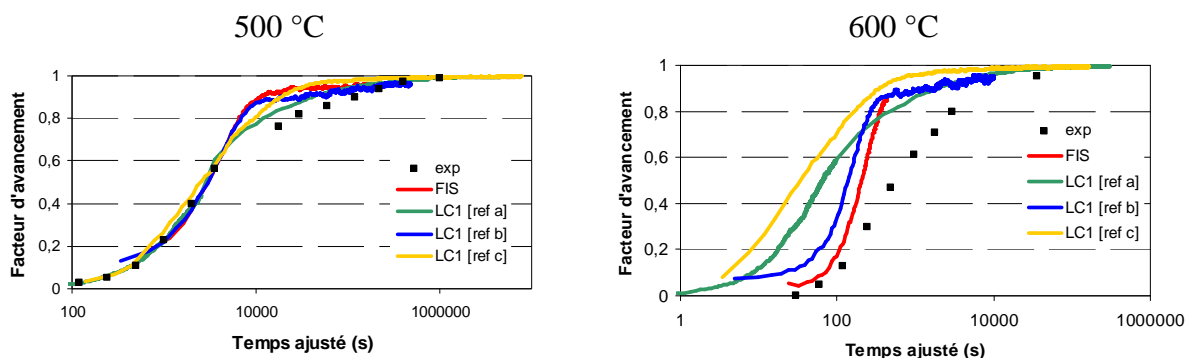 500 °C
Facteur d'avancement
1
0,8
0,6
0,4
0,2
0
100
10000
1000000
Temps ajusté (s)
exp
FIS
LC1 [ref a]
LC1 [ref b]
LC1 [ref c]
600 °C
Facteur d'avancement
1
0,8
0,6
0,4
0,2
0
1
100
10000
1000000
Temps ajusté (s)
exp
FIS
LC1 [ref a]
LC1 [ref b]
LC1 [ref c]